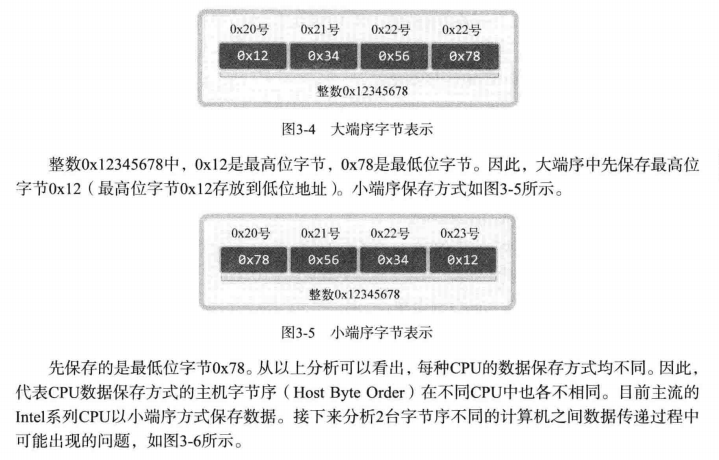 0x20号 0x21号 0x22号 0x22号
0x12 0x34 0x56 0x78
整数0x12345678
图3-4 大端序字节表示
整数0x12345678中，0x12是最高位字节，0x78是最低位字节。因此，大端序中先保存最高位
字节0x12（最高位字节0x12存放到低位地址）。小端序保存方式如图3-5所示。
0x20号 0x21号 0x22号 0x23号
0x78 0x56 0x34 0x12
整数0x12345678
图3-5 小端序字节表示
先保存的是最低位字节0x78。从以上分析可以看出，每种CPU的数据保存方式均不同。因此，
代表CPU数据保存方式的主机字节序（Host Byte Order）在不同CPU中也各不相同。目前主流的
Intel系列CPU以小端序方式保存数据。接下来分析2台字节序不同的计算机之间数据传递过程中
可能出现的问题，如图3-6所示。